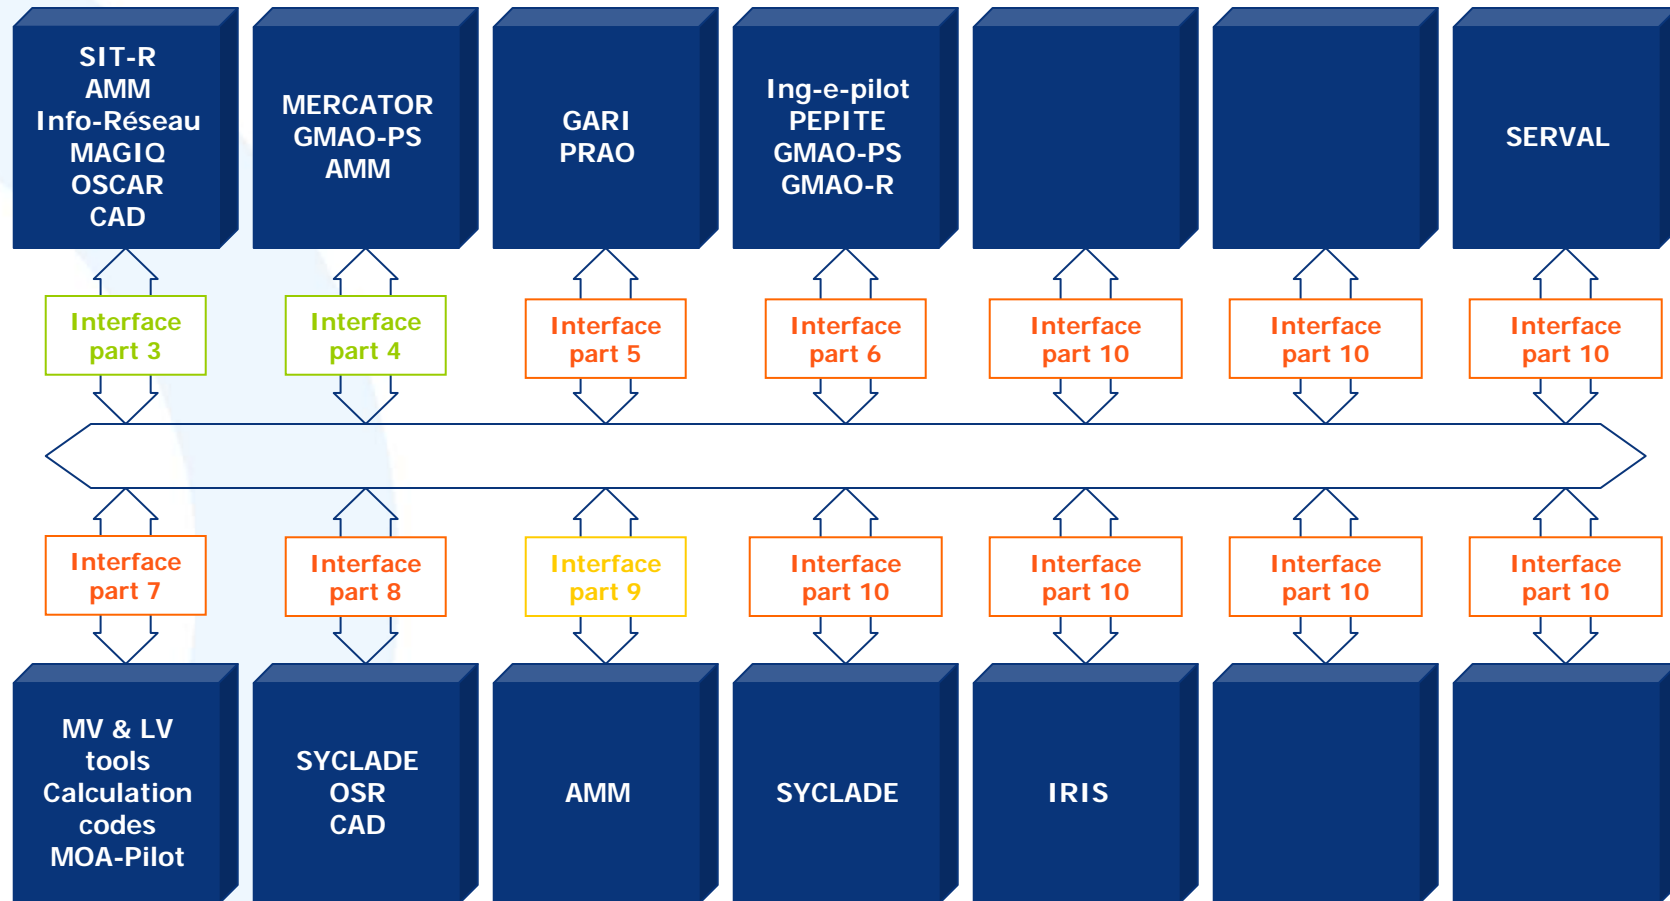 SIT-R
AMM
Info-Réseau
MAGIQ
OSCAR
CAD
MERCATOR
GMAO-PS
AMM
GARI
PRAO
Ing-e-pilot
PEPITE
GMAO-PS
GMAO-R
SERVAL
Interface
part 3
Interface
part 4
Interface
part 5
Interface
part 6
Interface
part 10
Interface
part 10
Interface
part 10
Interface
part 7
Interface
part 8
Interface
part 9
Interface
part 10
Interface
part 10
Interface
part 10
Interface
part 10
MV & LV
tools
Calculation
codes
MOA-Pilot
SYCLADE
OSR
CAD
AMM
SYCLADE
IRIS